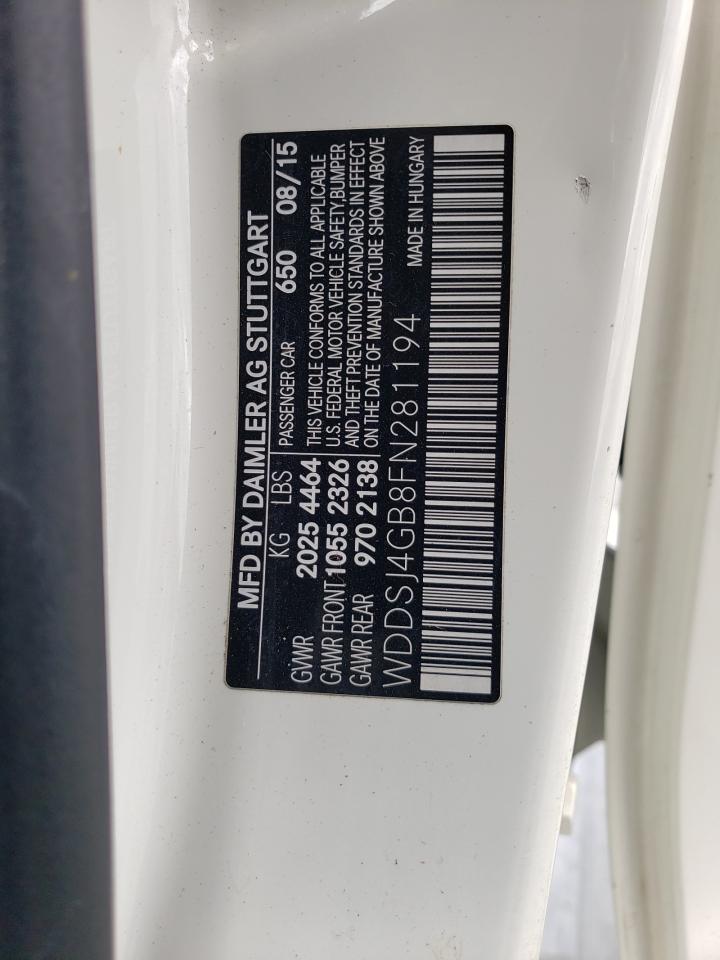 MFD BY DAIMLER AG STUTTGART
KG LBS PASSENGER CAR 650 08/15
GVWR 2025 4464 THIS VEHICLE CONFORMS TO ALL APPLICABLE
GAWR FRONT 1055 2326 U.S. FEDERAL MOTOR VEHICLE SAFETY,BUMPER
GAWR REAR 970 2138 AND THEFT PREVENTION STANDARDS IN EFFECT
ON THE DATE OF MANUFACTURE SHOWN ABOVE
WDDSJ4GB8FN281194 MADE IN HUNGARY